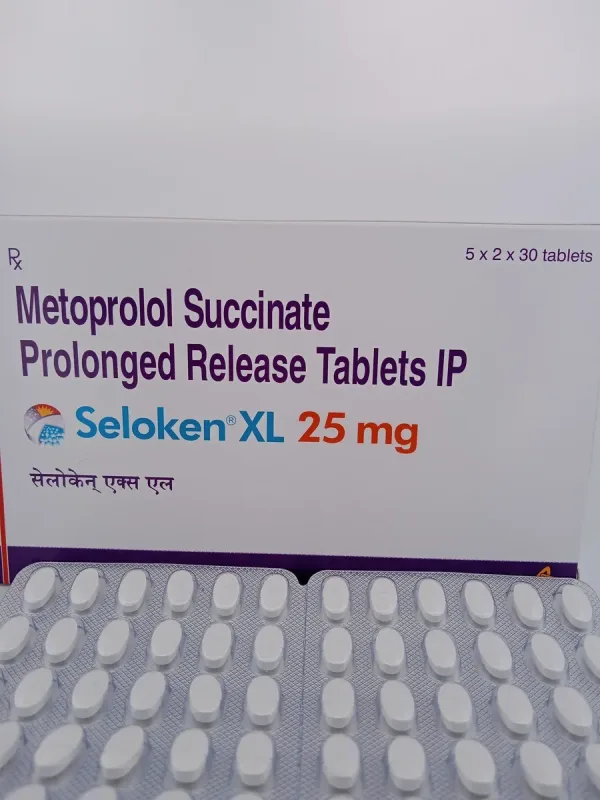 Rx
5 x 2 x 30 tablets
Metoprolol Succinate
Prolonged Release Tablets IP
Seloken® XL 25 mg
सेलोकेन् एक्स एल